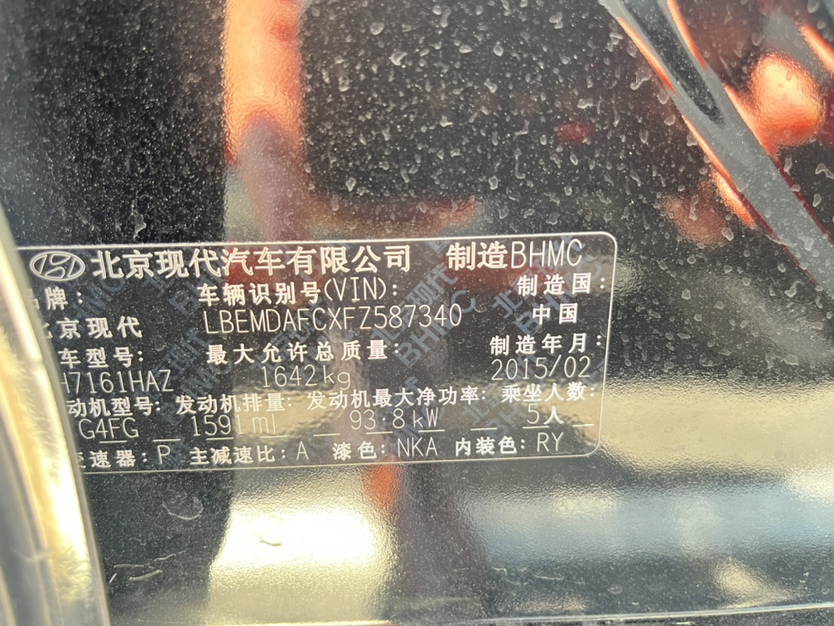 北京现代汽车有限公司 制造BHMC
牌: 车辆识别号(VIN): 制造国:
京现代 LBEMDAFCXFZ587340 中国
车型号: 最大允许总质量: 制造年月:
H7161HAZ 1642kg 2015/02
动机型号: 发动机排量: 发动机最大净功率: 乘坐人数:
G4FG 1591ml 93.8kW 5人
变速器: P 主减速比: A 漆色: NKA 内装色: RY